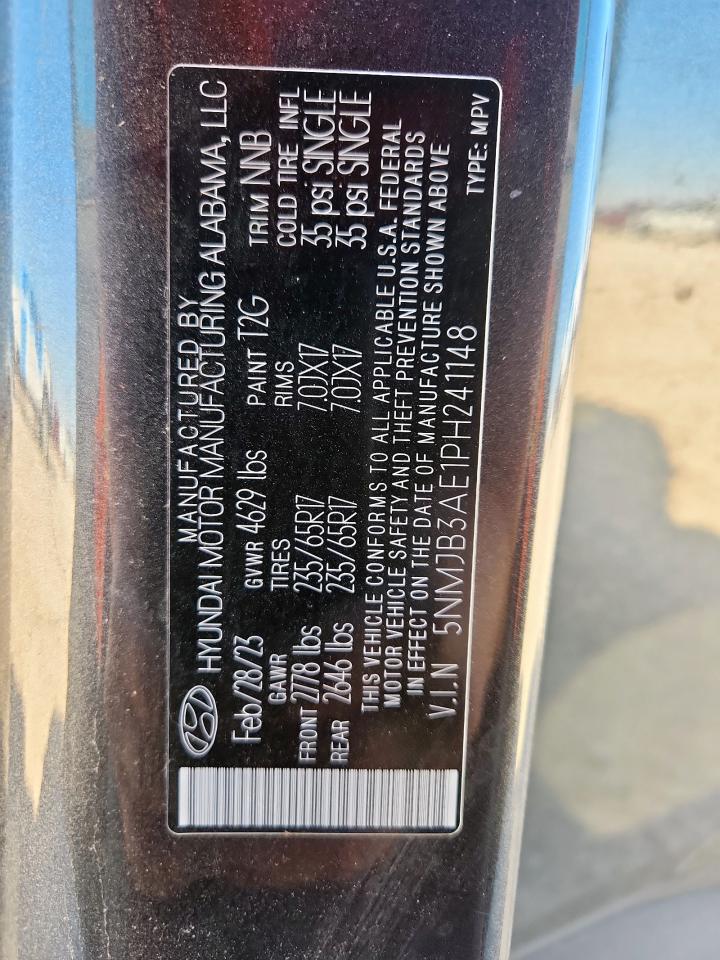 MANUFACTURED BY
HYUNDAI MOTOR MANUFACTURING ALABAMA, LLC
Feb/28/23 GVWR 4629 lbs PAINT T2G TRIM NNB
GAWR TIRES RIMS COLD TIRE INFL
FRONT 2778 lbs 235/65R17 7.0JX17 35 psi SINGLE
REAR 2646 lbs 235/65R17 7.0JX17 35 psi SINGLE
THIS VEHICLE CONFORMS TO ALL APPLICABLE U.S.A. FEDERAL
MOTOR VEHICLE SAFETY AND THEFT PREVENTION STANDARDS
IN EFFECT ON THE DATE OF MANUFACTURE SHOWN ABOVE
V.I.N 5NMJB3AE1PH241148 TYPE: MPV